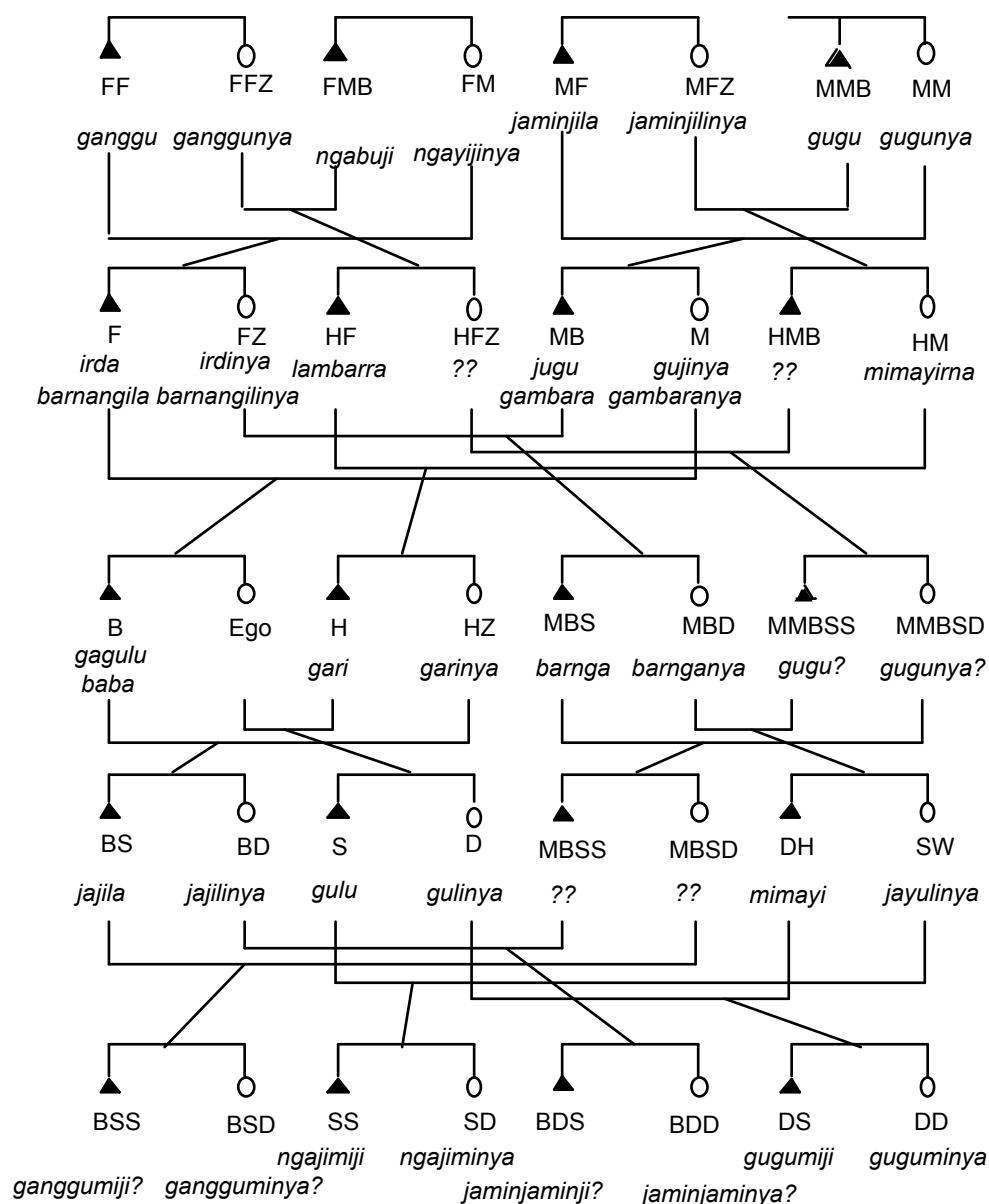 FF FFZ FMB FM MF MFZ MMB MM
ganggu ganggunya ngabuji ngayijinya jaminjila jaminjilinya gugu gugunya
F FZ HF HFZ MB M HMB HM
irda irdinya lambarra ?? jugu gujinya ?? mimayirna
barnangila barnangilinya gambara gambaranya
B Ego H HZ MBS MBD MMBSS MMBSD
gagulu gari garinya barnga barnganya gugu? gugunya?
baba
BS BD S D MBSS MBSD DH SW
jajila jajilinya gulu gulinya ?? ?? mimayi jayulinya
BSS BSD SS SD BDS BDD DS DD
ngajimiji ngajiminya gugumiji guguminya
ganggumiji? gangguminya? jaminjaminji? jaminjaminya?